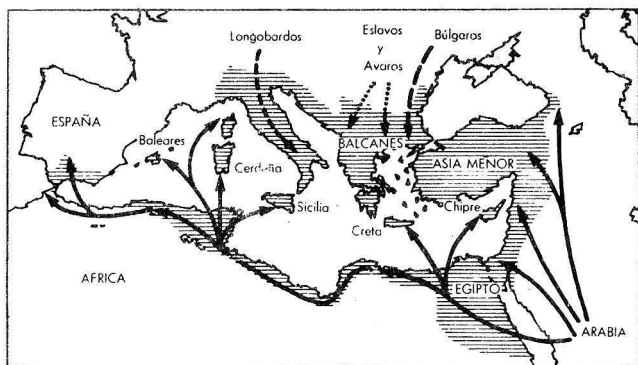 Longobardos
Eslavos
y
Avaros
Búlgaros
ESPAÑA
Baleares
Cerdeña
BALCANES
ASIA MENOR
Sicilia
Creta
Chipre
AFRICA
EGIPTO
ARABIA